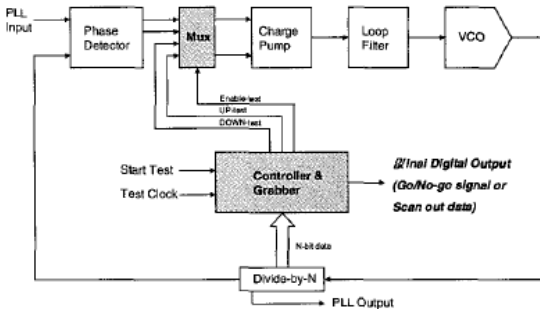 PLL
Input
Phase
Detector
Mux
Charge
Pump
Loop
Filter
VCO
Enable-test
UP-test
DOWN-test
Start Test
Test Clock
Controller &
Grabber
Final Digital Output
(Go/No-go signal or
Scan out data)
N-bit data
Divide-by-N
PLL Output